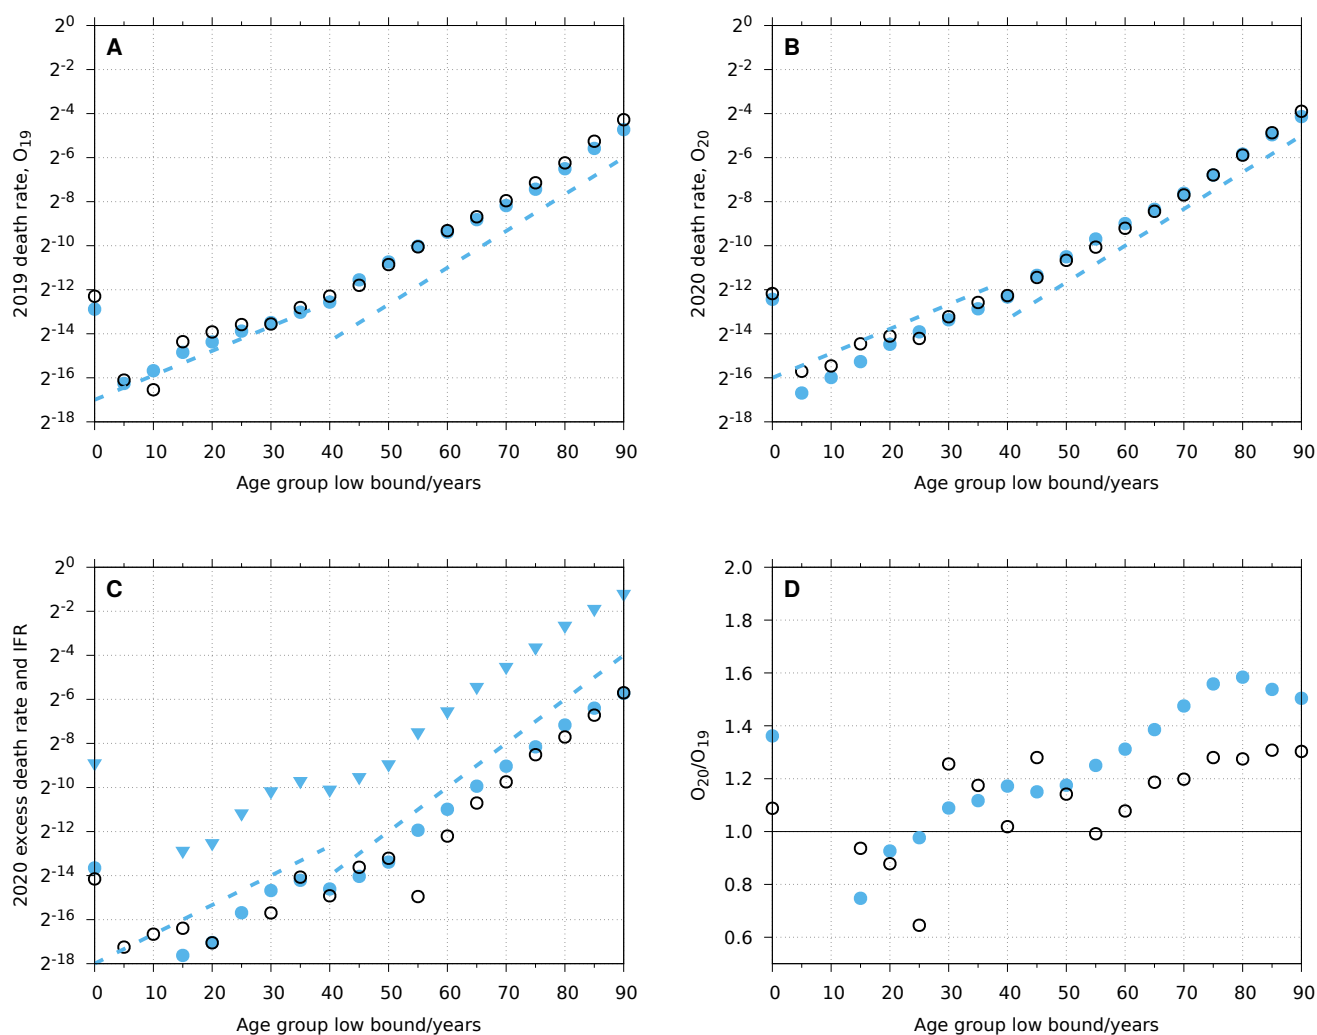 A
2⁰
2⁻²
2⁻⁴
2⁻⁶
2⁻⁸
2⁻¹⁰
2⁻¹²
2⁻¹⁴
2⁻¹⁶
2⁻¹⁸
2019 death rate, O₁₉
0 10 20 30 40 50 60 70 80 90
Age group low bound/years
B
2⁰
2⁻²
2⁻⁴
2⁻⁶
2⁻⁸
2⁻¹⁰
2⁻¹²
2⁻¹⁴
2⁻¹⁶
2⁻¹⁸
2020 death rate, O₂₀
0 10 20 30 40 50 60 70 80 90
Age group low bound/years
C
2⁰
2⁻²
2⁻⁴
2⁻⁶
2⁻⁸
2⁻¹⁰
2⁻¹²
2⁻¹⁴
2⁻¹⁶
2⁻¹⁸
2020 excess death rate and IFR
0 10 20 30 40 50 60 70 80 90
Age group low bound/years
D
2.0
1.8
1.6
1.4
1.2
1.0
0.8
0.6
O₂₀/O₁₉
0 10 20 30 40 50 60 70 80 90
Age group low bound/years